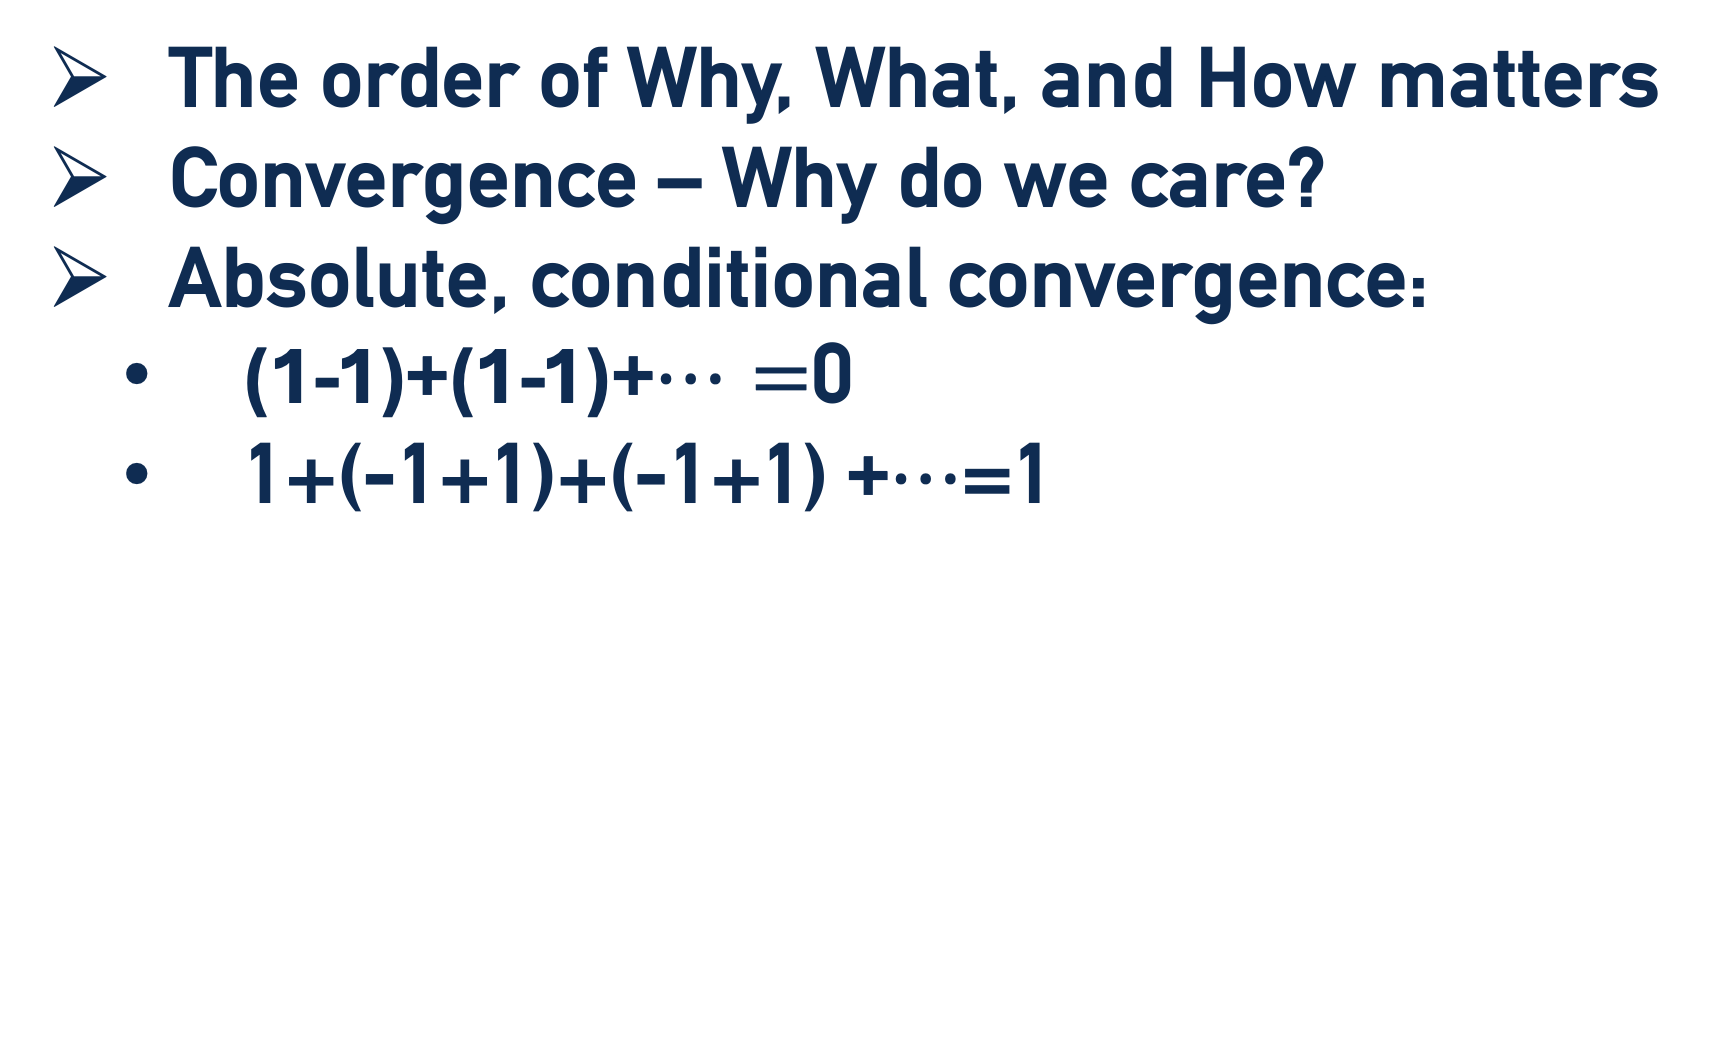 ➢ The order of Why, What, and How matters
➢ Convergence – Why do we care?
➢ Absolute, conditional convergence:
• (1-1)+(1-1)+⋯ =0
• 1+(-1+1)+(-1+1) +⋯=1